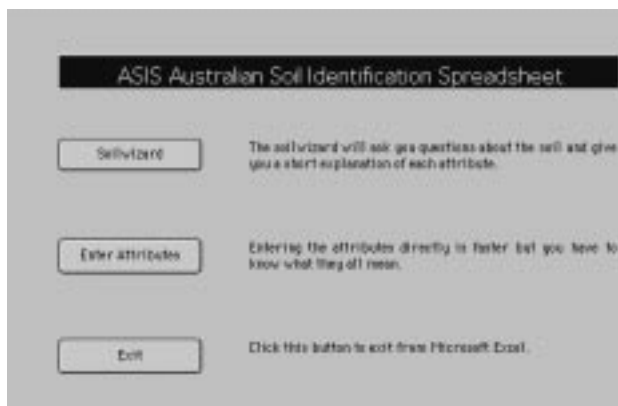 ASIS Australian Soil Identification Spreadsheet
Soilwizard
The soilwizard will ask you questions about the soil and give
you a short explanation of each attribute.
Enter Attributes
Entering the attributes directly is faster but you have to
know what they all mean.
Exit
Click this button to exit from Microsoft Excel.